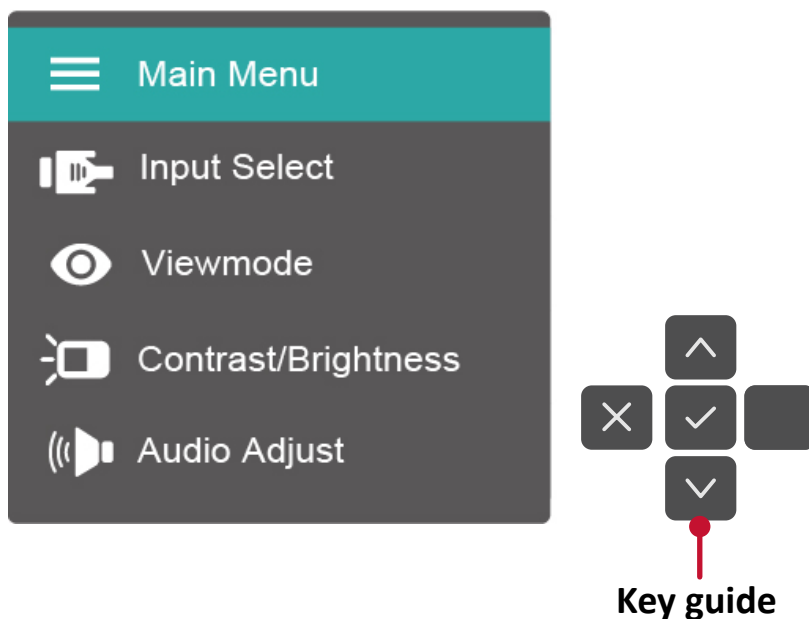 Main Menu
Input Select
Viewmode
Contrast/Brightness
Audio Adjust
Key guide